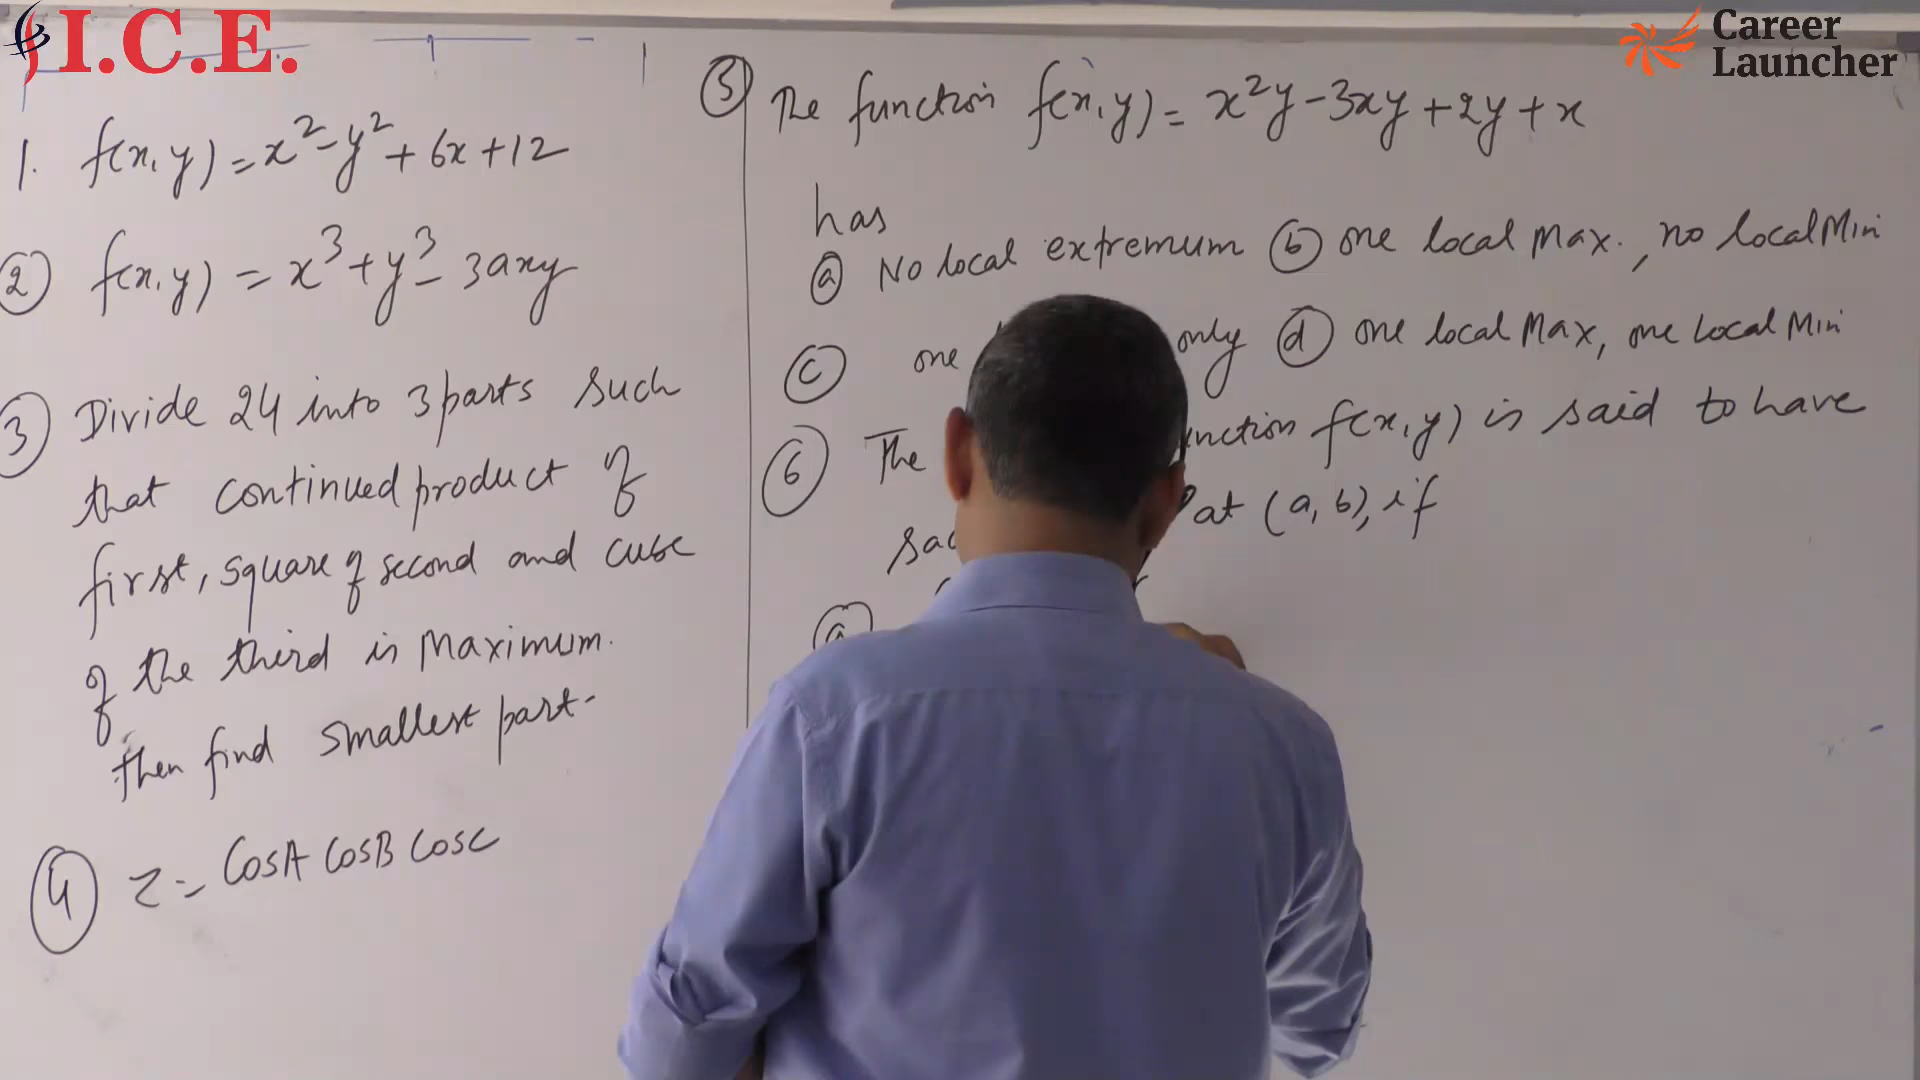 I.C.E.
Career
Launcher
1. f(x,y) = x² - y² + 6x + 12
② f(x,y) = x³ + y³ - 3axy
③ Divide 24 into 3 parts such
that continued product of
first, square of second and cube
of the third is Maximum.
then find smallest part.
④ z = CosA CosB Cosc
⑤ The function f(x,y) = x²y - 3xy + 2y + x
has
ⓐ No local extremum ⓑ one local Max., no local Min
ⓒ one only ⓓ one local Max, one local Min
⑥ The f(x,y) is said to have
at (a,b), if
ⓐ